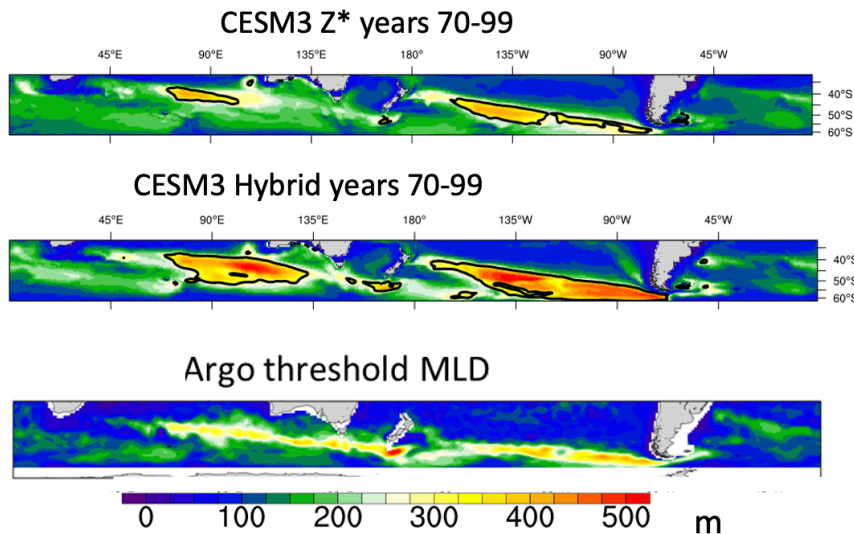 CESM3 Z* years 70-99
45°E 90°E 135°E 180° 135°W 90°W 45°W
40°S
50°S
60°S
CESM3 Hybrid years 70-99
45°E 90°E 135°E 180° 135°W 90°W 45°W
40°S
50°S
60°S
Argo threshold MLD
0 100 200 300 400 500 m